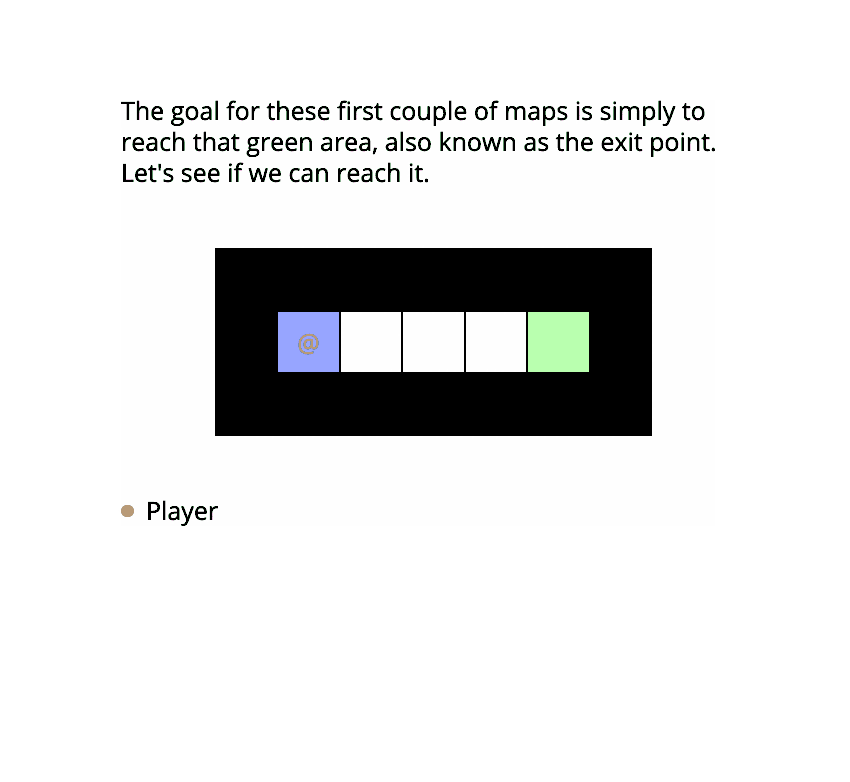 The goal for these first couple of maps is simply to
reach that green area, also known as the exit point.
Let's see if we can reach it.
@
Player